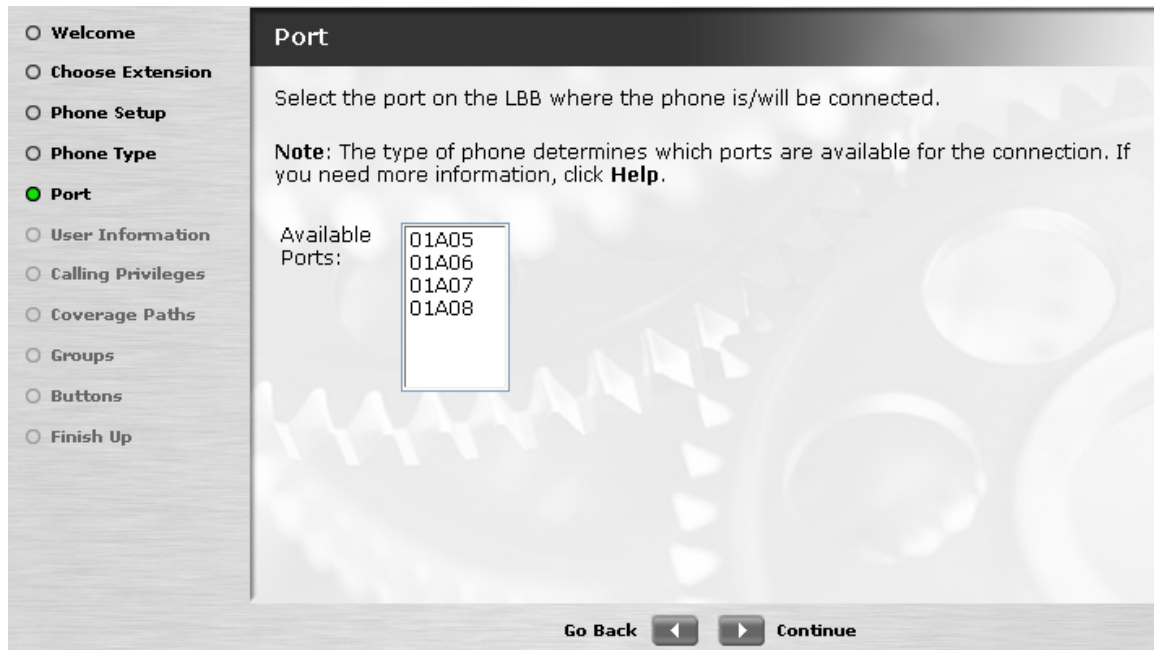 Welcome
Choose Extension
Phone Setup
Phone Type
Port
User Information
Calling Privileges
Coverage Paths
Groups
Buttons
Finish Up
Port
Select the port on the LBB where the phone is/will be connected.
Note: The type of phone determines which ports are available for the connection. If
you need more information, click Help.
Available
Ports:
01A05
01A06
01A07
01A08
Go Back
Continue